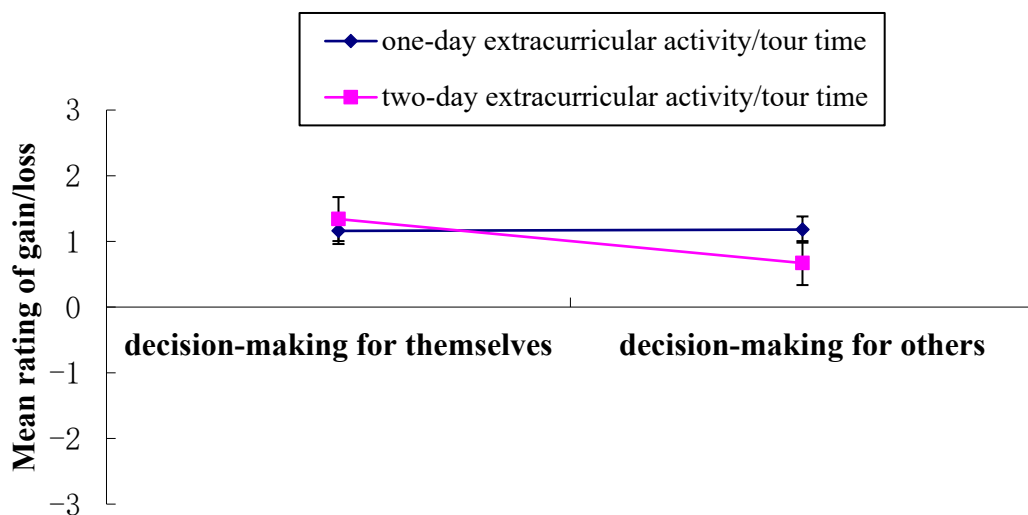 one-day extracurricular activity/tour time
two-day extracurricular activity/tour time
Mean rating of gain/loss
3
2
1
0
−1
−2
−3
decision-making for themselves
decision-making for others